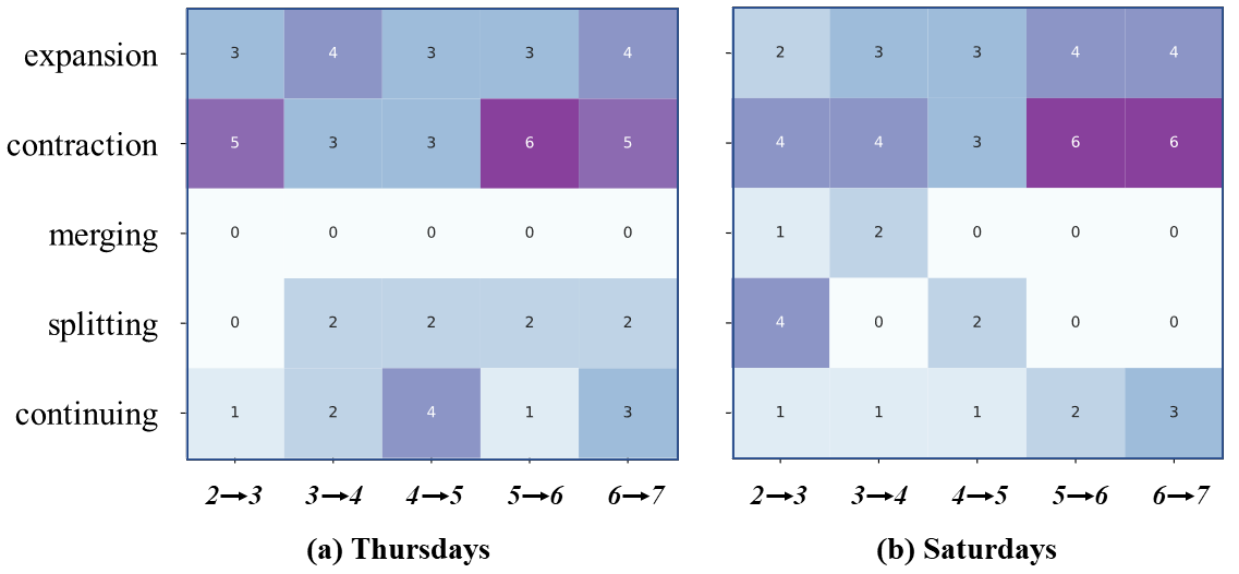 expansion 3 4 3 3 4 2 3 3 4 4
contraction 5 3 3 6 5 4 4 3 6 6
merging 0 0 0 0 0 1 2 0 0 0
splitting 0 2 2 2 2 4 0 2 0 0
continuing 1 2 4 1 3 1 1 1 2 3
2→3 3→4 4→5 5→6 6→7 2→3 3→4 4→5 5→6 6→7
(a) Thursdays (b) Saturdays